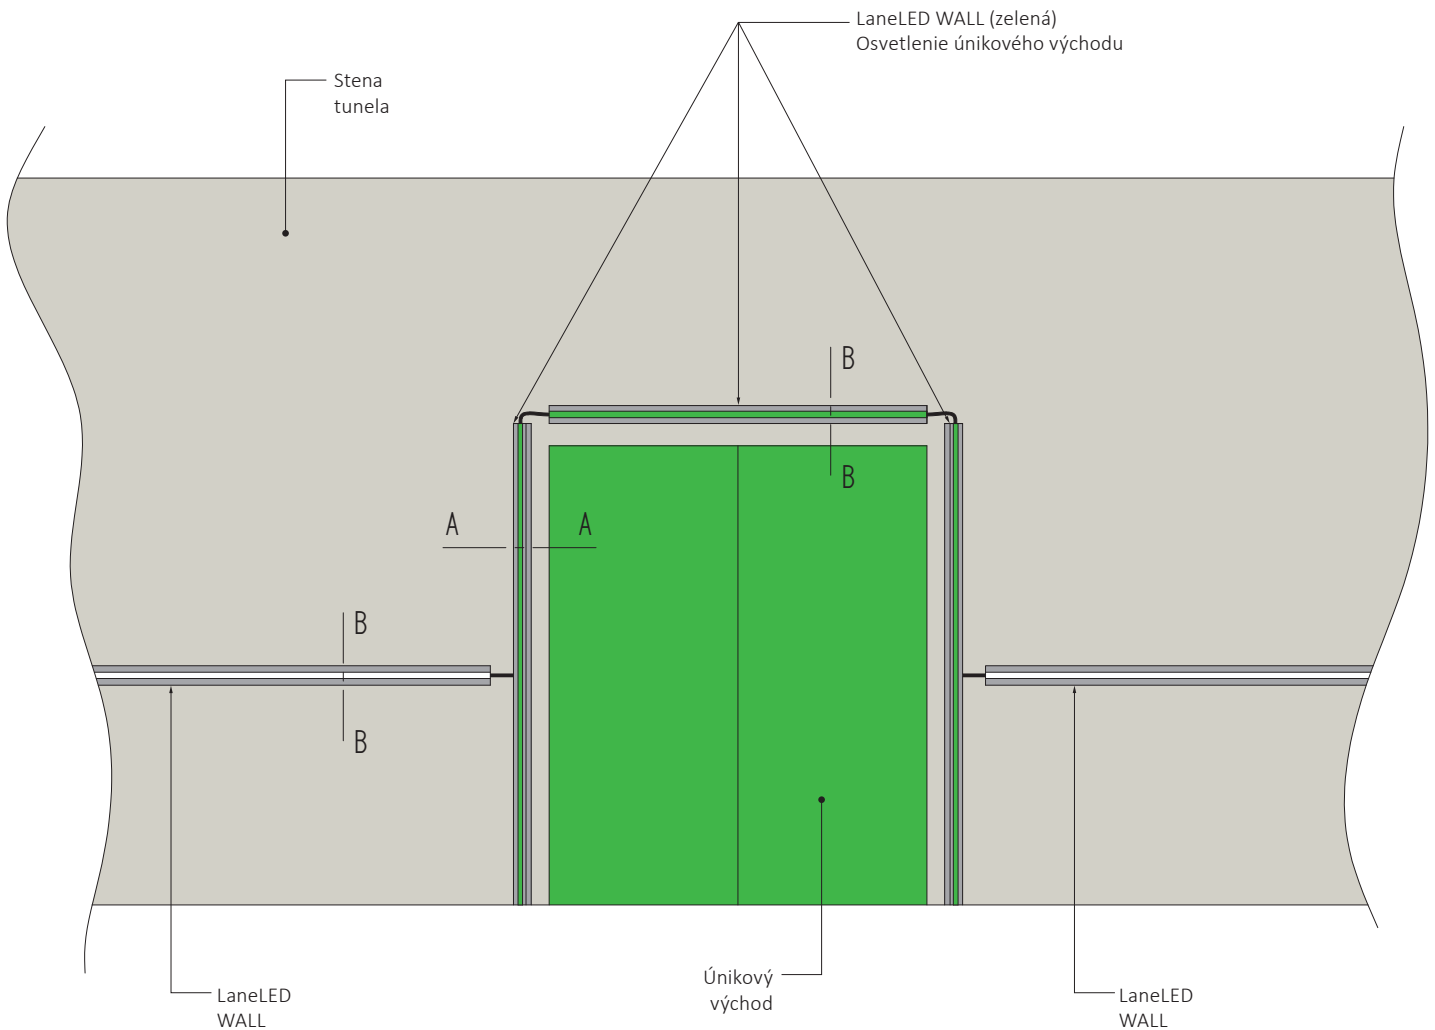 LaneLED WALL (zelená)
Osvetlenie únikového východu
Stena
tunela
B
B
A A
B
B
Únikový
východ
LaneLED
WALL
LaneLED
WALL